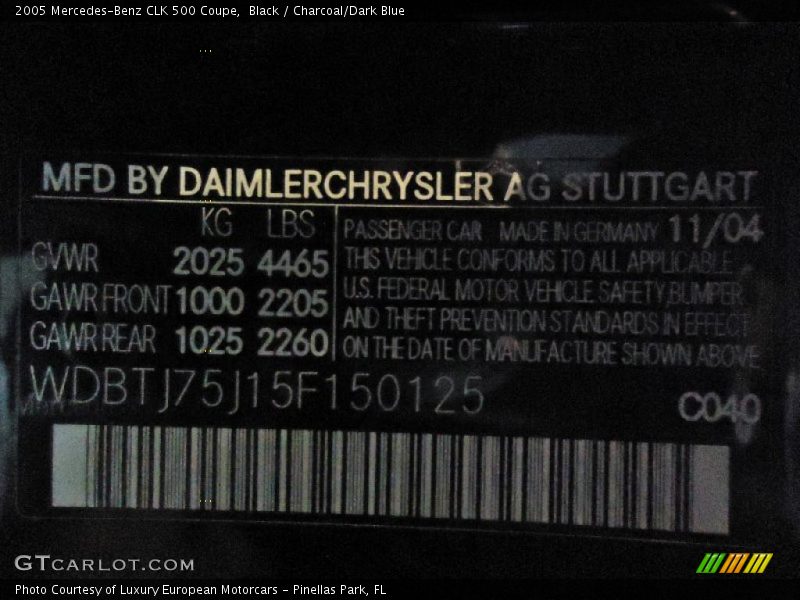 2005 Mercedes-Benz CLK 500 Coupe,  Black / Charcoal/Dark Blue
MFD BY DAIMLERCHRYSLER AG STUTTGART
KG LBS
GVWR 2025 4465
GAWR FRONT 1000 2205
GAWR REAR 1025 2260
PASSENGER CAR MADE IN GERMANY 11/04
THIS VEHICLE CONFORMS TO ALL APPLICABLE
U.S. FEDERAL MOTOR VEHICLE SAFETY, BUMPER,
AND THEFT PREVENTION STANDARDS IN EFFECT
ON THE DATE OF MANUFACTURE SHOWN ABOVE
WDBTJ75J15F150125
C040
GTCARLOT.COM
Photo Courtesy of Luxury European Motorcars - Pinellas Park, FL